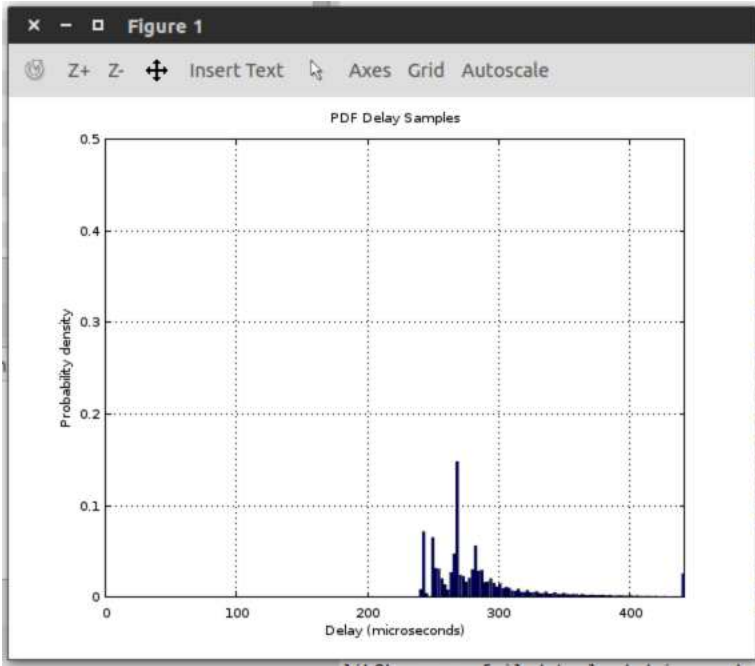 Figure 1
Z+ Z- Insert Text Axes Grid Autoscale
PDF Delay Samples
0.5
0.4
0.3
0.2
0.1
0
Probability density
0 100 200 300 400
Delay (microseconds)